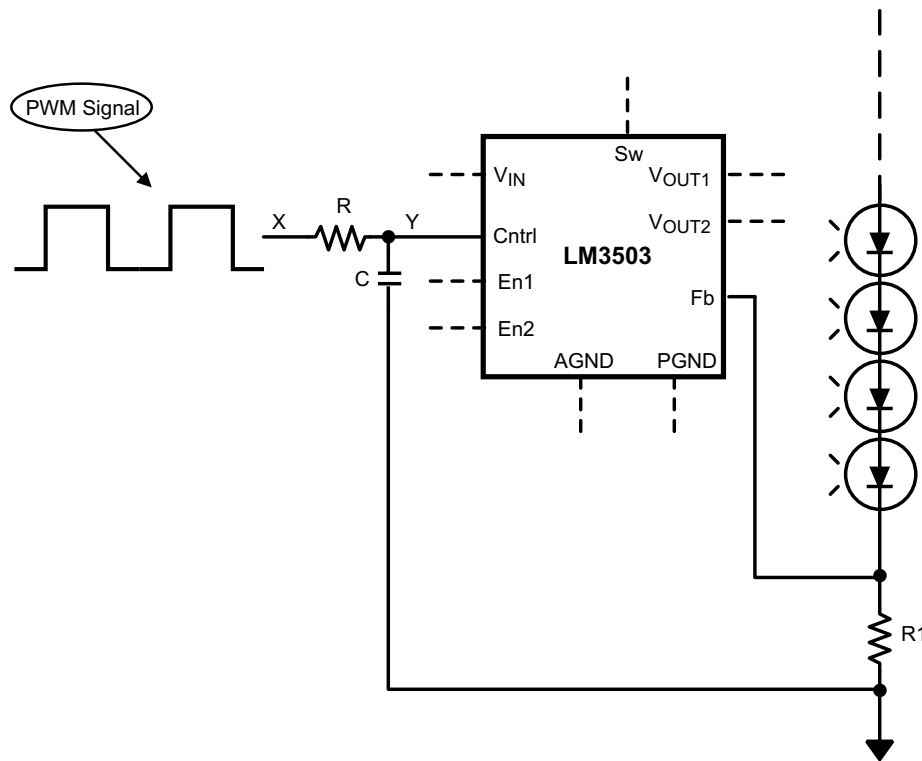 PWM Signal
X
R
Y
C
Sw
VIN
VOUT1
Cntrl
VOUT2
LM3503
En1
Fb
En2
AGND
PGND
R1